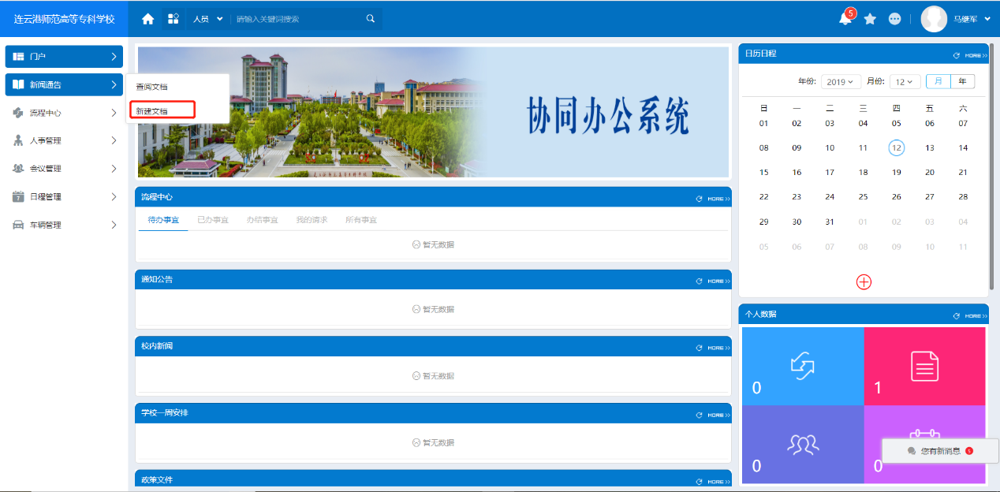 连云港师范高等专科学校
人员
请输入关键词搜索
5
马继军
门户
新闻通告
流程中心
人事管理
会议管理
7
日程管理
车辆管理
查阅文档
新建文档
协同办公系统
流程中心
MORE >>
待办事宜 已办事宜 办结事宜 我的请求 所有事宜
暂无数据
通知公告
MORE >>
暂无数据
校内新闻
MORE >>
暂无数据
学校一周安排
MORE >>
暂无数据
政策文件
MORE >>
日历日程
MORE >>
年份: 2019 月份: 12 月 年
日 一 二 三 四 五 六
01 02 03 04 05 06 07
08 09 10 11 12 13 14
15 16 17 18 19 20 21
22 23 24 25 26 27 28
29 30 31 01 02 03 04
05 06 07 08 09 10 11
个人数据
MORE >>
0
1
0
0
您有新消息 5